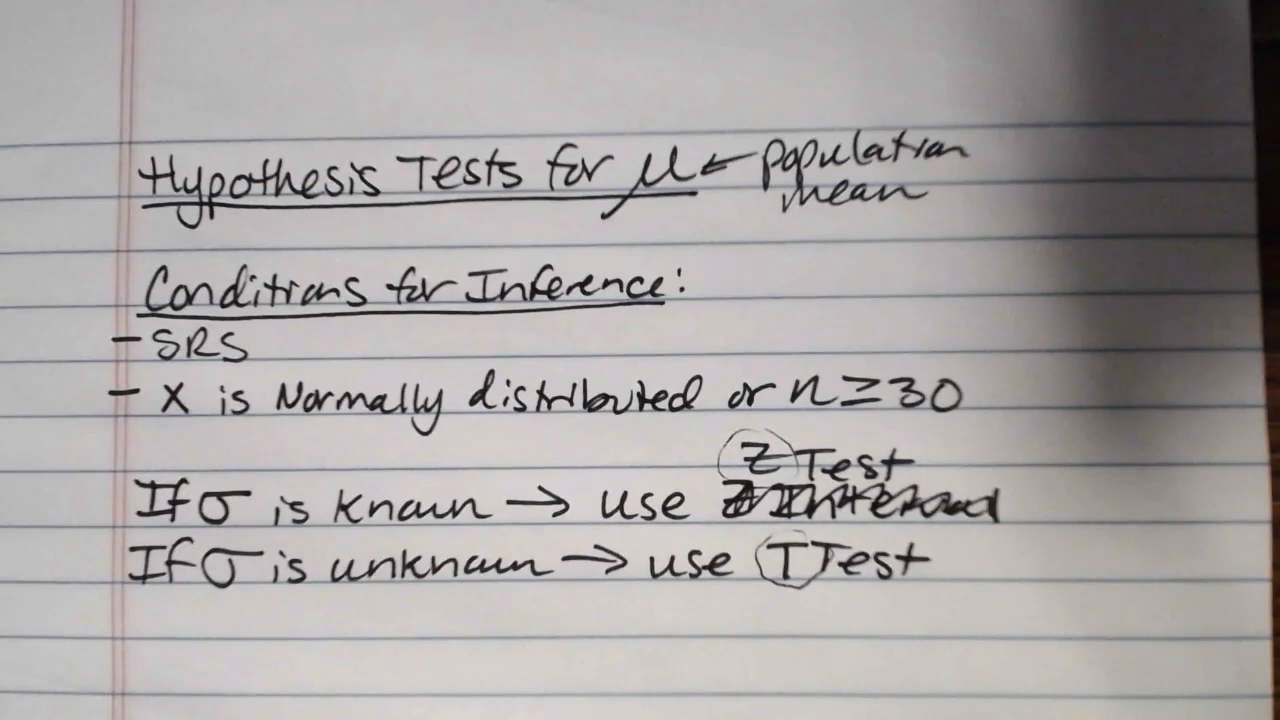 Hypothesis Tests for μ ← population
mean
Conditions for Inference:
- SRS
- X is Normally distributed or n ≥ 30
Z Test
If σ is known → use Z Interval
If σ is unknown → use T Test